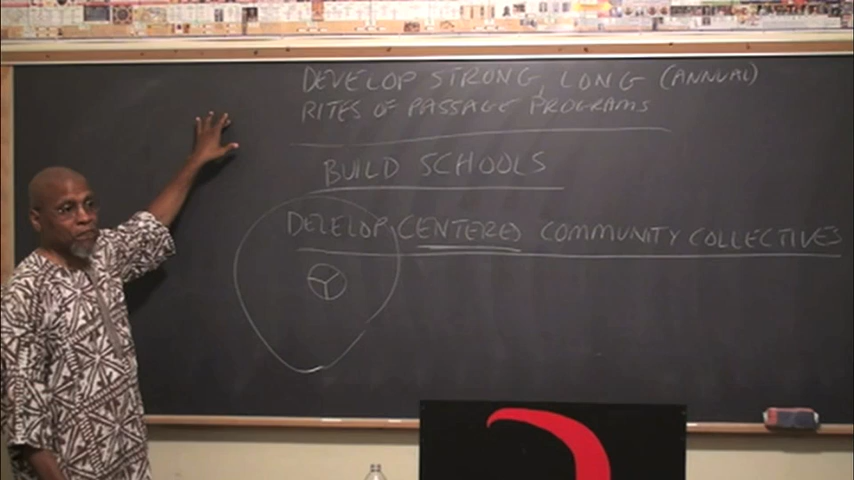 DEVELOP STRONG, LONG (ANNUAL)
RITES OF PASSAGE PROGRAMS
BUILD SCHOOLS
DEVELOP CENTERED COMMUNITY COLLECTIVES